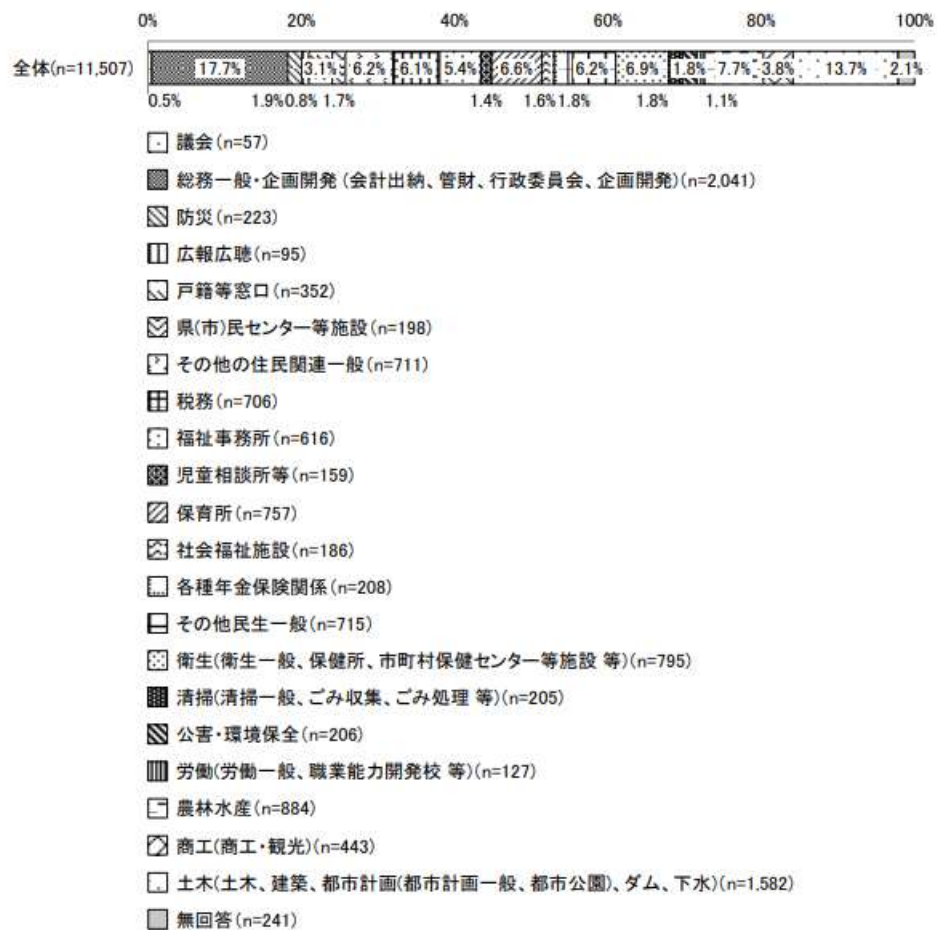 0% 20% 40% 60% 80% 100%
全体(n=11,507) 17.7% 3.1% 6.2% 6.1% 5.4% 6.6% 6.2% 6.9% 1.8% 7.7% 3.8% 13.7% 2.1%
0.5% 1.9% 0.8% 1.7% 1.4% 1.6% 1.8% 1.8% 1.1%
議会(n=57)
総務一般・企画開発(会計出納、管財、行政委員会、企画開発)(n=2,041)
防災(n=223)
広報広聴(n=95)
戸籍等窓口(n=352)
県(市)民センター等施設(n=198)
その他の住民関連一般(n=711)
税務(n=706)
福祉事務所(n=616)
児童相談所等(n=159)
保育所(n=757)
社会福祉施設(n=186)
各種年金保険関係(n=208)
その他民生一般(n=715)
衛生(衛生一般、保健所、市町村保健センター等施設 等)(n=795)
清掃(清掃一般、ごみ収集、ごみ処理 等)(n=205)
公害・環境保全(n=206)
労働(労働一般、職業能力開発校 等)(n=127)
農林水産(n=884)
商工(商工・観光)(n=443)
土木(土木、建築、都市計画(都市計画一般、都市公園)、ダム、下水)(n=1,582)
無回答(n=241)